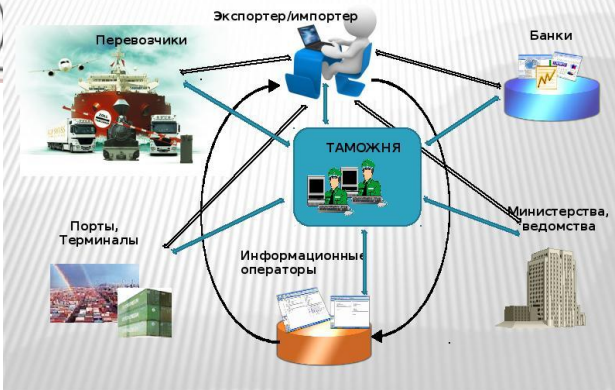 Экспортер/импортер
Перевозчики
Банки
ТАМОЖНЯ
Порты,
Терминалы
Министерства,
ведомства
Информационные
операторы